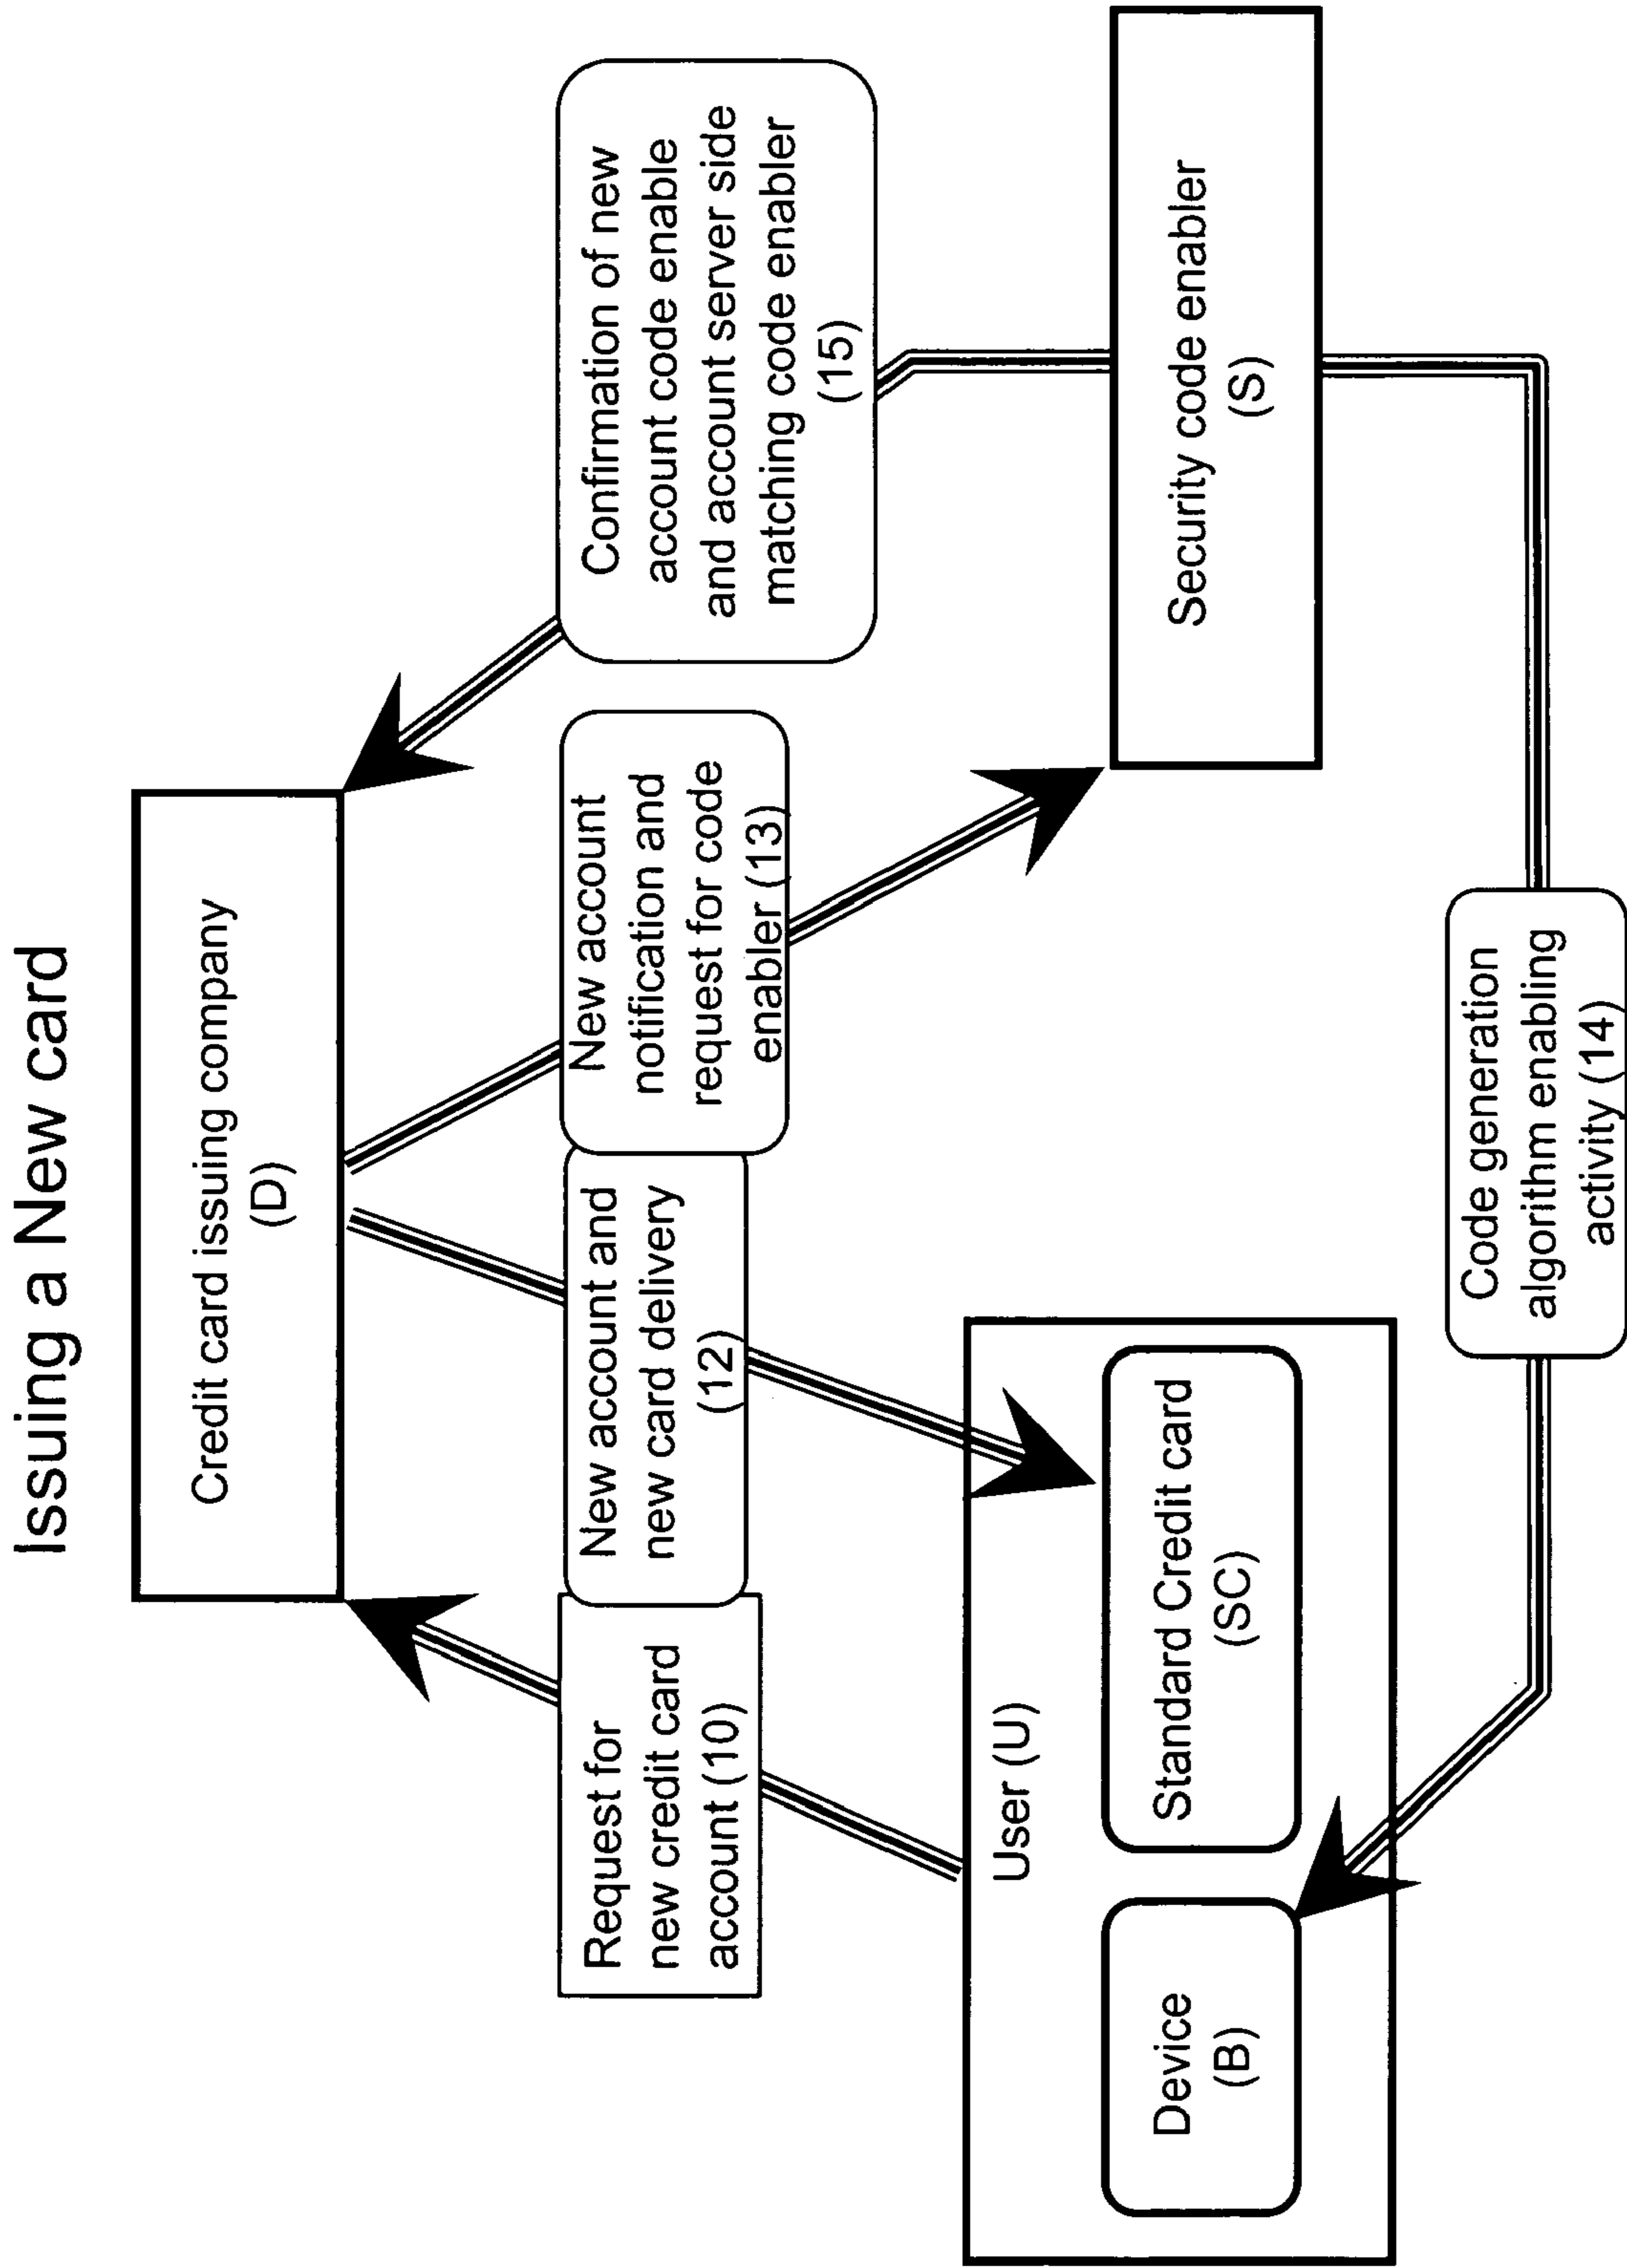 Issuing a New card
Credit card issuing company
(D)
Request for
new credit card
account (10)
New account and
new card delivery
(12)
New account
notification and
request for code
enabler (13)
Confirmation of new
account code enable
and account server side
matching code enabler
(15)
User (U)
Device
(B)
Standard Credit card
(SC)
Security code enabler
(S)
Code generation
algorithm enabling
activity (14)